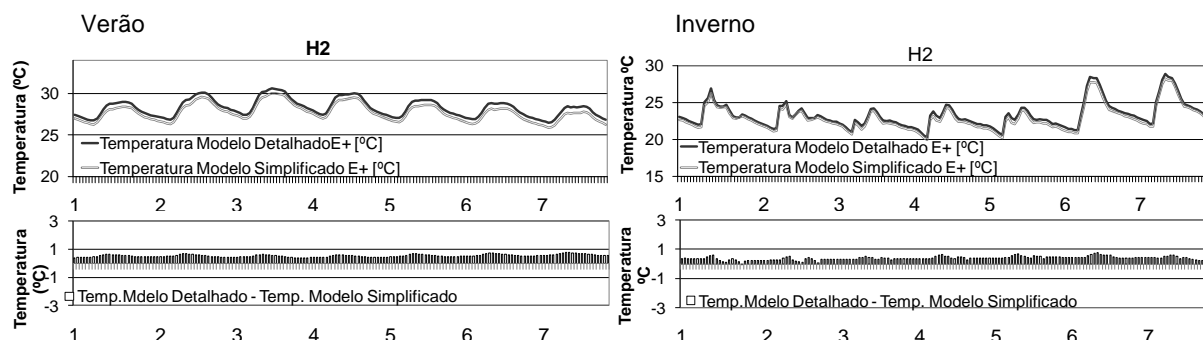 Verão
H2
Temperatura (ºC)
30
25
20
Temperatura Modelo DetalhadoE+ [ºC]
Temperatura Modelo Simplificado E+ [ºC]
1 2 3 4 5 6 7
Temperatura (ºC)
3
1
-1
-3
Temp.Mdelo Detalhado - Temp. Modelo Simplificado
1 2 3 4 5 6 7
Inverno
H2
Temperatura ºC
30
25
20
15
Temperatura Modelo Detalhado E+ [ºC]
Temperatura Modelo Simplificado E+ [ºC]
1 2 3 4 5 6 7
Temperatura ºC
3
1
-1
-3
Temp.Mdelo Detalhado - Temp. Modelo Simplificado
1 2 3 4 5 6 7